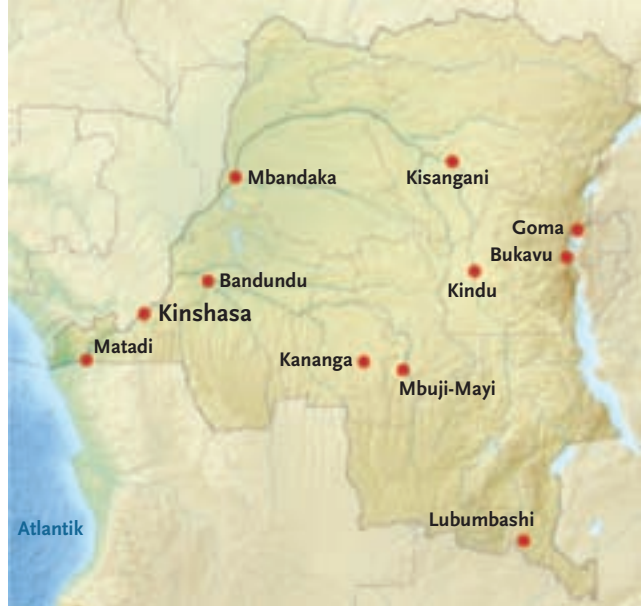 Mbandaka
Kisangani
Goma
Bukavu
Bandundu
Kindu
Kinshasa
Matadi
Kananga
Mbuji-Mayi
Atlantik
Lubumbashi